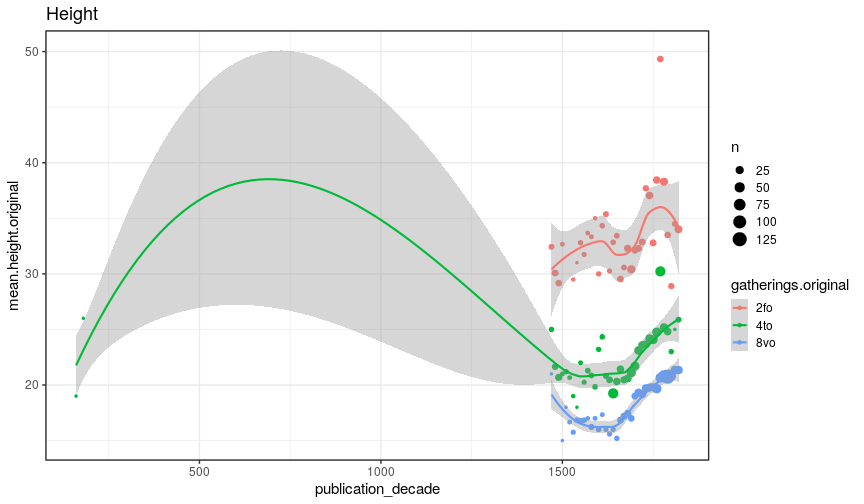 Height
50
40
30
20
mean.height.original
500
1000
1500
publication_decade
n
25
50
75
100
125
gatherings.original
2fo
4to
8vo